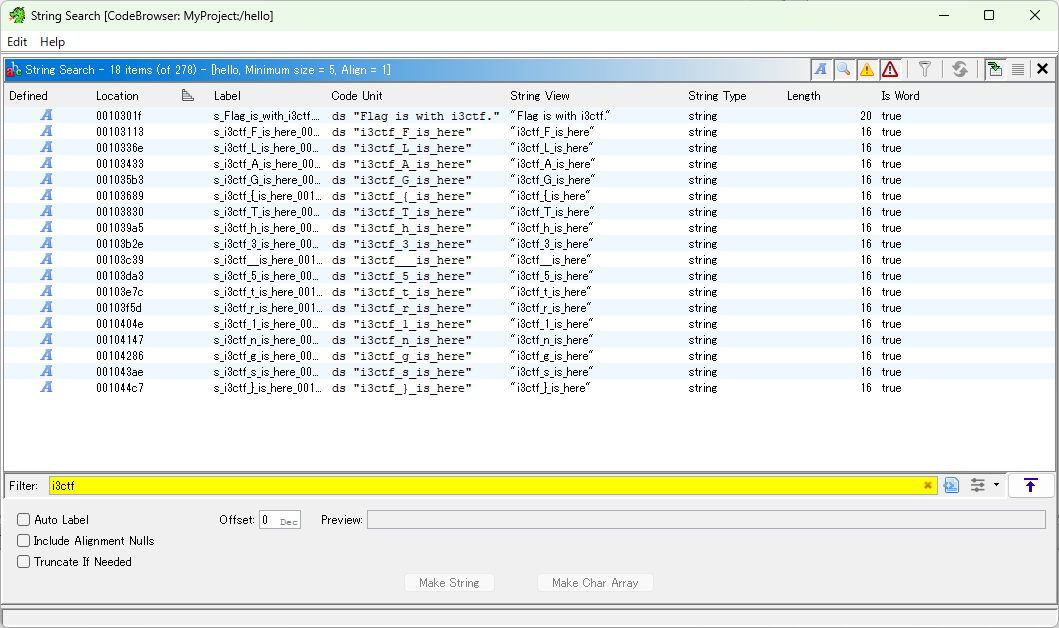 String Search [CodeBrowser: MyProject:/hello]
Edit Help
String Search - 18 items (of 278) - [hello, Minimum size = 5, Align = 1]
Defined Location Label Code Unit String View String Type Length Is Word
A 0010301f s_Flag_is_with_i3ctf.... ds "Flag is with i3ctf." "Flag is with i3ctf." string 20 true
A 00103113 s_i3ctf_F_is_here_00... ds "i3ctf_F_is_here" "i3ctf_F_is_here" string 16 true
A 0010336e s_i3ctf_L_is_here_00... ds "i3ctf_L_is_here" "i3ctf_L_is_here" string 16 true
A 00103433 s_i3ctf_A_is_here_00... ds "i3ctf_A_is_here" "i3ctf_A_is_here" string 16 true
A 001035b3 s_i3ctf_G_is_here_00... ds "i3ctf_G_is_here" "i3ctf_G_is_here" string 16 true
A 00103689 s_i3ctf_{_is_here_001... ds "i3ctf_{_is_here" "i3ctf_{_is_here" string 16 true
A 00103830 s_i3ctf_T_is_here_00... ds "i3ctf_T_is_here" "i3ctf_T_is_here" string 16 true
A 001039a5 s_i3ctf_h_is_here_00... ds "i3ctf_h_is_here" "i3ctf_h_is_here" string 16 true
A 00103b2e s_i3ctf_3_is_here_00... ds "i3ctf_3_is_here" "i3ctf_3_is_here" string 16 true
A 00103c39 s_i3ctf___is_here_001... ds "i3ctf___is_here" "i3ctf___is_here" string 16 true
A 00103da3 s_i3ctf_5_is_here_00... ds "i3ctf_5_is_here" "i3ctf_5_is_here" string 16 true
A 00103e7c s_i3ctf_t_is_here_001... ds "i3ctf_t_is_here" "i3ctf_t_is_here" string 16 true
A 00103f5d s_i3ctf_r_is_here_001... ds "i3ctf_r_is_here" "i3ctf_r_is_here" string 16 true
A 0010404e s_i3ctf_1_is_here_00... ds "i3ctf_1_is_here" "i3ctf_1_is_here" string 16 true
A 00104147 s_i3ctf_n_is_here_00... ds "i3ctf_n_is_here" "i3ctf_n_is_here" string 16 true
A 00104286 s_i3ctf_g_is_here_00... ds "i3ctf_g_is_here" "i3ctf_g_is_here" string 16 true
A 001043ae s_i3ctf_s_is_here_00... ds "i3ctf_s_is_here" "i3ctf_s_is_here" string 16 true
A 001044c7 s_i3ctf_}_is_here_001... ds "i3ctf_}_is_here" "i3ctf_}_is_here" string 16 true
Filter: i3ctf
Auto Label Offset: 0 Dec Preview:
Include Alignment Nulls
Truncate If Needed
Make String Make Char Array